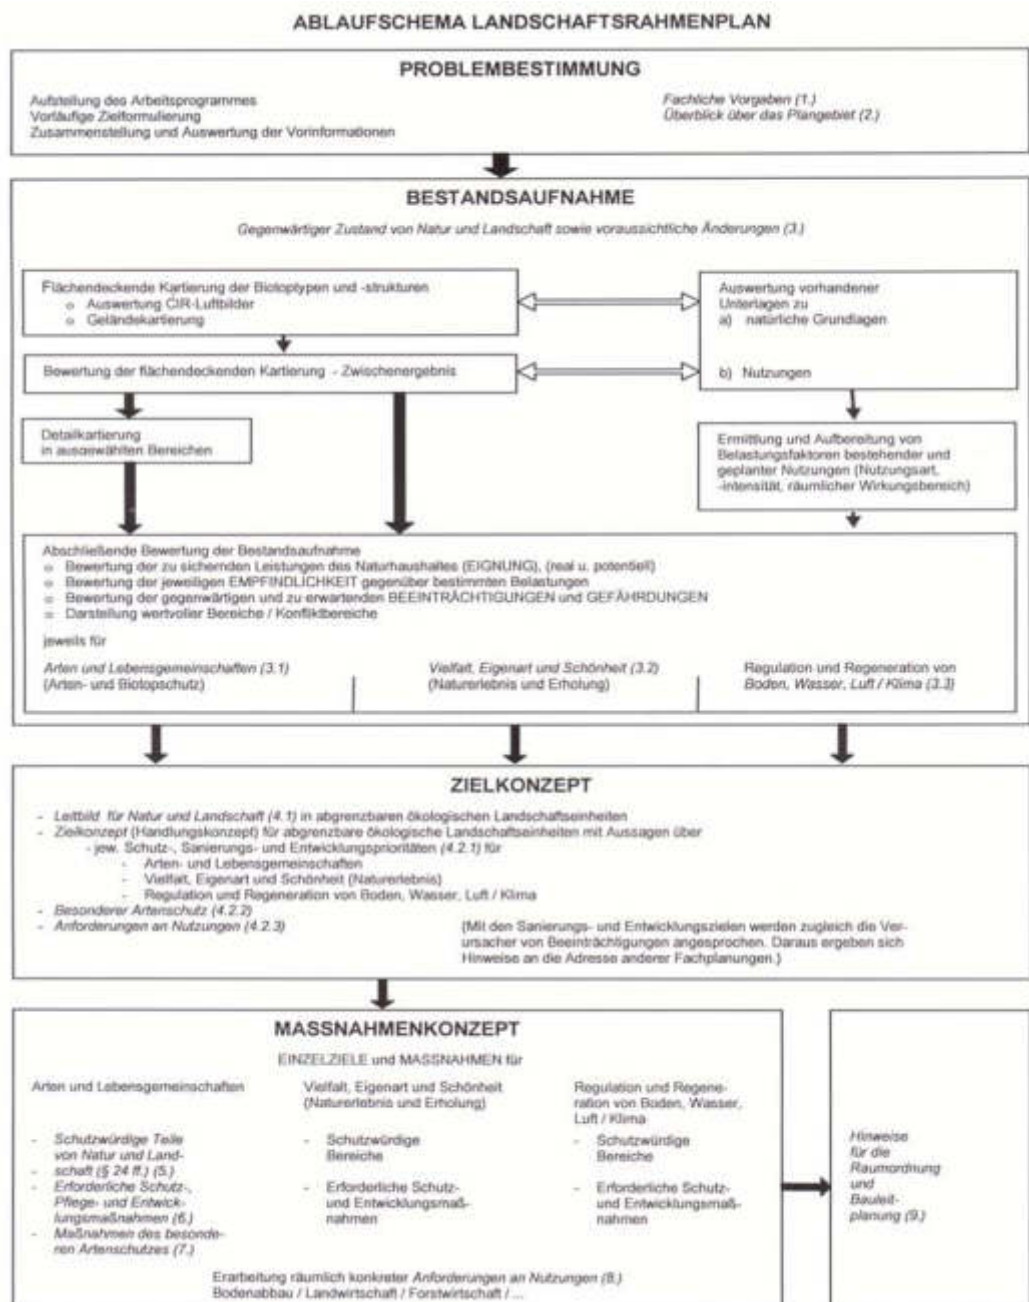 ABLAUFSCHEMA LANDSCHAFTSRAHMENPLAN
PROBLEMBESTIMMUNG
Aufstellung des Arbeitsprogrammes
Vorläufige Zielformulierung
Zusammenstellung und Auswertung der Vorinformationen
Fachliche Vorgaben (1.)
Überblick über das Plangebiet (2.)
BESTANDSAUFNAHME
Gegenwärtiger Zustand von Natur und Landschaft sowie voraussichtliche Änderungen (3.)
Flächendeckende Kartierung der Biotoptypen und -strukturen
o Auswertung CIR-Luftbilder
o Geländekartierung
Auswertung vorhandener
Unterlagen zu
a) natürliche Grundlagen
b) Nutzungen
Bewertung der flächendeckenden Kartierung - Zwischenergebnis
Detailkartierung
in ausgewählten Bereichen
Ermittlung und Aufbereitung von
Belastungsfaktoren bestehender und
geplanter Nutzungen (Nutzungsart,
-intensität, räumlicher Wirkungsbereich)
Abschließende Bewertung der Bestandsaufnahme
o Bewertung der zu sichernden Leistungen des Naturhaushaltes (EIGNUNG), (real u. potentiell)
o Bewertung der jeweiligen EMPFINDLICHKEIT gegenüber bestimmten Belastungen
o Bewertung der gegenwärtigen und zu erwartenden BEEINTRÄCHTIGUNGEN und GEFÄHRDUNGEN
o Darstellung wertvoller Bereiche / Konfliktbereiche
jeweils für
Arten und Lebensgemeinschaften (3.1)
(Arten- und Biotopschutz)
Vielfalt, Eigenart und Schönheit (3.2)
(Naturerlebnis und Erholung)
Regulation und Regeneration von
Boden, Wasser, Luft / Klima (3.3)
ZIELKONZEPT
- Leitbild für Natur und Landschaft (4.1) in abgrenzbaren ökologischen Landschaftseinheiten
- Zielkonzept (Handlungskonzept) für abgrenzbare ökologische Landschaftseinheiten mit Aussagen über
- jew. Schutz-, Sanierungs- und Entwicklungsprioritäten (4.2.1) für
- Arten- und Lebensgemeinschaften
- Vielfalt, Eigenart und Schönheit (Naturerlebnis)
- Regulation und Regeneration von Boden, Wasser, Luft / Klima
- Besonderer Artenschutz (4.2.2)
- Anforderungen an Nutzungen (4.2.3)
(Mit den Sanierungs- und Entwicklungszielen werden zugleich die Ver-
ursacher von Beeinträchtigungen angesprochen. Daraus ergeben sich
Hinweise an die Adresse anderer Fachplanungen.)
MASSNAHMENKONZEPT
EINZELZIELE und MASSNAHMEN für
Arten und Lebensgemeinschaften
- Schutzwürdige Teile
von Natur und Land-
- schaft (§ 24 ff.) (5.)
- Erforderliche Schutz-,
Pflege- und Entwick-
lungsmaßnahmen (6.)
- Maßnahmen des besonde-
ren Artenschutzes (7.)
Vielfalt, Eigenart und Schönheit
(Naturerlebnis und Erholung)
- Schutzwürdige
Bereiche
- Erforderliche Schutz-
und Entwicklungsmaß-
nahmen
Regulation und Regene-
ration von Boden, Wasser,
Luft / Klima
- Schutzwürdige
Bereiche
- Erforderliche Schutz-
und Entwicklungsmaß-
nahmen
Erarbeitung räumlich konkreter Anforderungen an Nutzungen (8.)
Bodenabbau / Landwirtschaft / Forstwirtschaft / ...
Hinweise
für die
Raumordnung
und
Bauleit-
planung (9.)